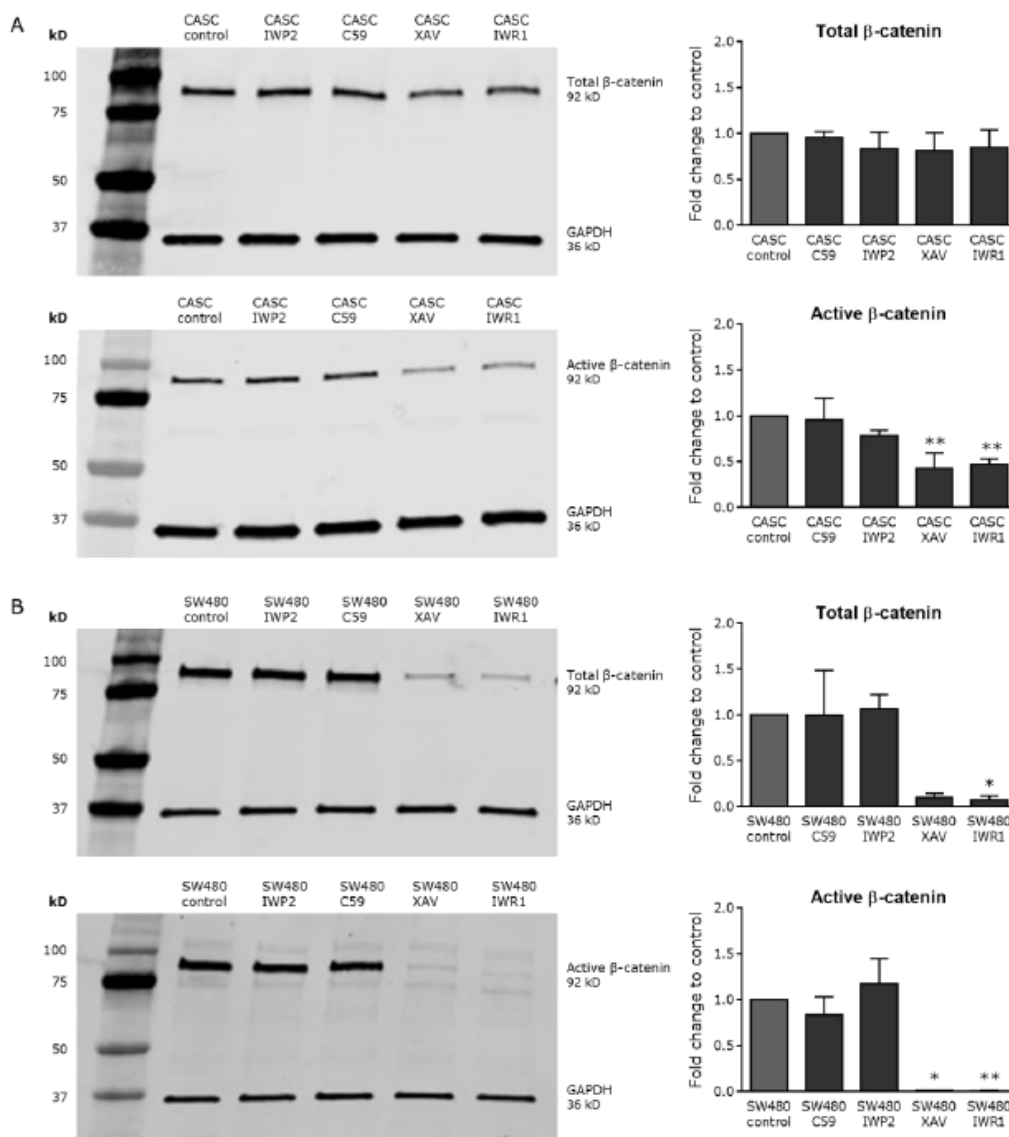 A
kD
CASC CASC CASC CASC CASC
control IWP2 C59 XAV IWR1
100
75
50
37
Total β-catenin
92 kD
GAPDH
36 kD
Total β-catenin
Fold change to control
2.0
1.5
1.0
0.5
0.0
CASC CASC CASC CASC CASC
control C59 IWP2 XAV IWR1
kD
CASC CASC CASC CASC CASC
control IWP2 C59 XAV IWR1
100
75
50
37
Active β-catenin
92 kD
GAPDH
36 kD
Active β-catenin
Fold change to control
2.0
1.5
1.0
0.5
0.0
** **
CASC CASC CASC CASC CASC
control C59 IWP2 XAV IWR1
B
kD
SW480 SW480 SW480 SW480 SW480
control IWP2 C59 XAV IWR1
100
75
50
37
Total β-catenin
92 kD
GAPDH
36 kD
Total β-catenin
Fold change to control
2.0
1.5
1.0
0.5
0.0
*
SW480 SW480 SW480 SW480 SW480
control C59 IWP2 XAV IWR1
kD
SW480 SW480 SW480 SW480 SW480
control IWP2 C59 XAV IWR1
100
75
50
37
Active β-catenin
92 kD
GAPDH
36 kD
Active β-catenin
Fold change to control
2.0
1.5
1.0
0.5
0.0
* **
SW480 SW480 SW480 SW480 SW480
control C59 IWP2 XAV IWR1